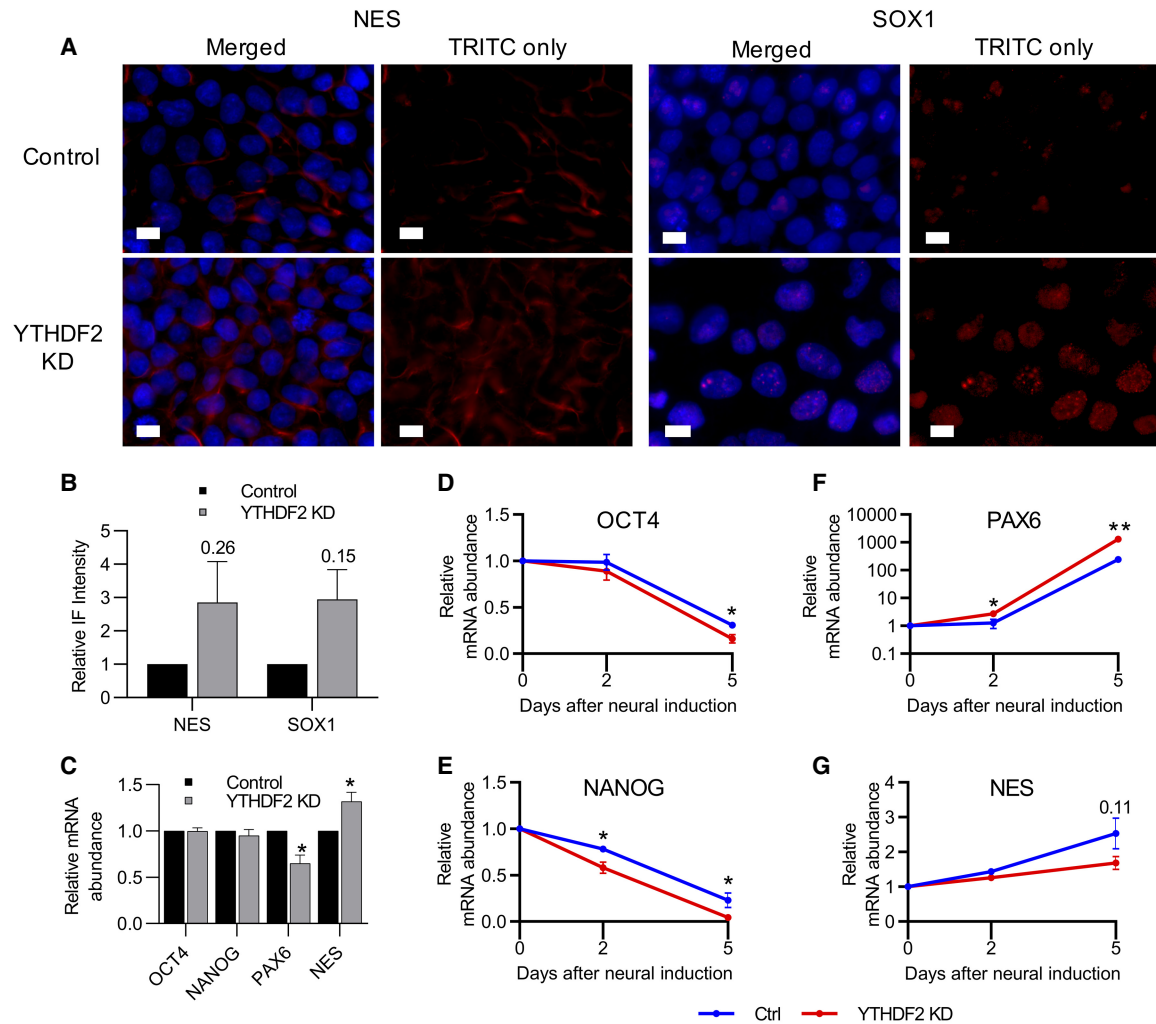 NES
SOX1
A
Merged
TRITC only
Merged
TRITC only
Control
YTHDF2
KD
B
Control
YTHDF2 KD
Relative IF Intensity
5
4
3
2
1
0
0.26
0.15
NES
SOX1
C
Control
YTHDF2 KD
Relative mRNA
abundance
1.5
1.0
0.5
0.0
*
*
OCT4
NANOG
PAX6
NES
D
OCT4
Relative
mRNA abundance
1.5
1.0
0.5
0.0
*
0
2
5
Days after neural induction
E
NANOG
Relative
mRNA abundance
1.5
1.0
0.5
0.0
*
*
0
2
5
Days after neural induction
F
PAX6
Relative
mRNA abundance
10000
1000
100
10
1
0.1
*
**
0
2
5
Days after neural induction
G
NES
Relative
mRNA abundance
4
3
2
1
0
0.11
0
2
5
Days after neural induction
Ctrl
YTHDF2 KD